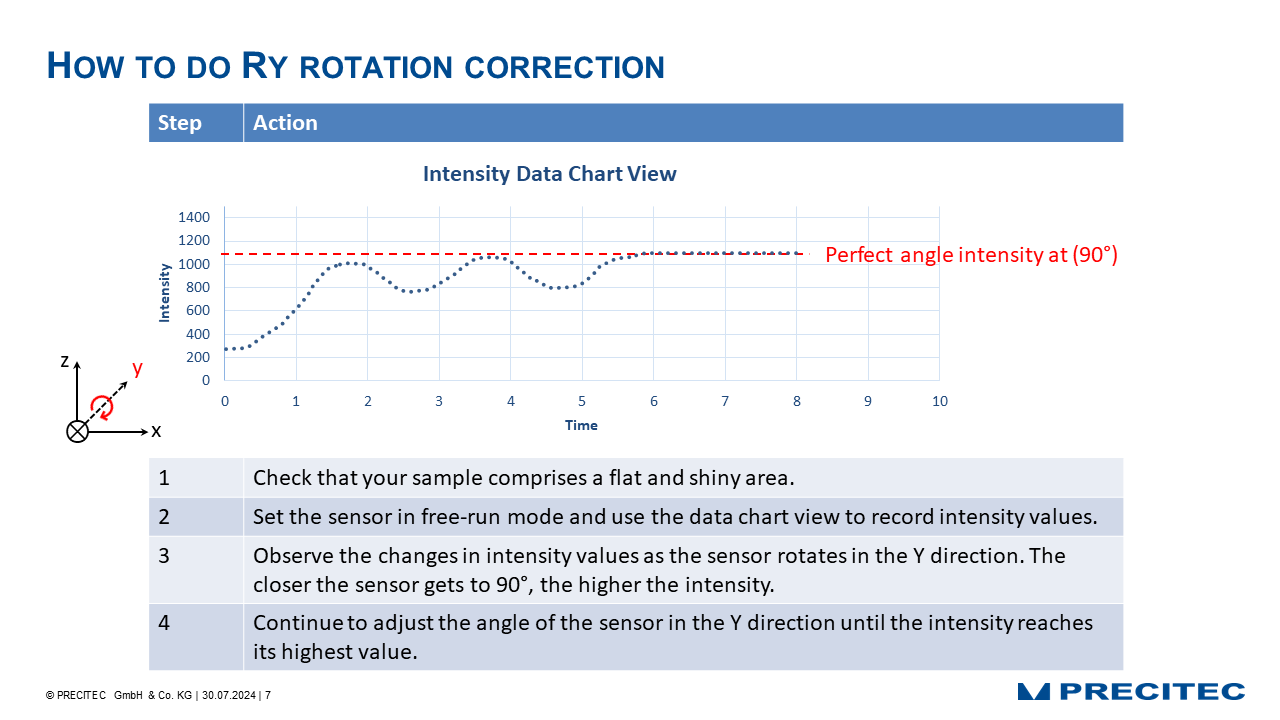 HOW TO DO RY ROTATION CORRECTION
Step Action
Intensity Data Chart View
1400
1200
1000
800
600
400
200
0
Intensity
Perfect angle intensity at (90°)
0 1 2 3 4 5 6 7 8 9 10
Time
z
y
x
1 Check that your sample comprises a flat and shiny area.
2 Set the sensor in free-run mode and use the data chart view to record intensity values.
3 Observe the changes in intensity values as the sensor rotates in the Y direction. The
closer the sensor gets to 90°, the higher the intensity.
4 Continue to adjust the angle of the sensor in the Y direction until the intensity reaches
its highest value.
© PRECITEC GmbH & Co. KG | 30.07.2024 | 7
PRECITEC